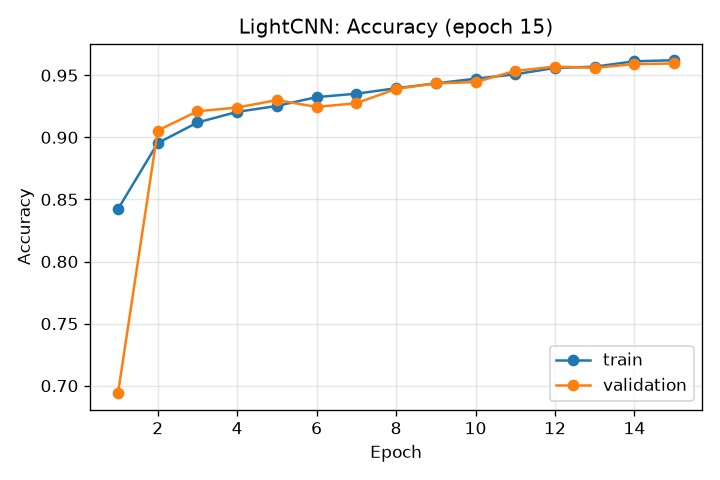 LightCNN: Accuracy (epoch 15)
0.95
0.90
0.85
0.80
0.75
0.70
Accuracy
train
validation
2 4 6 8 10 12 14
Epoch